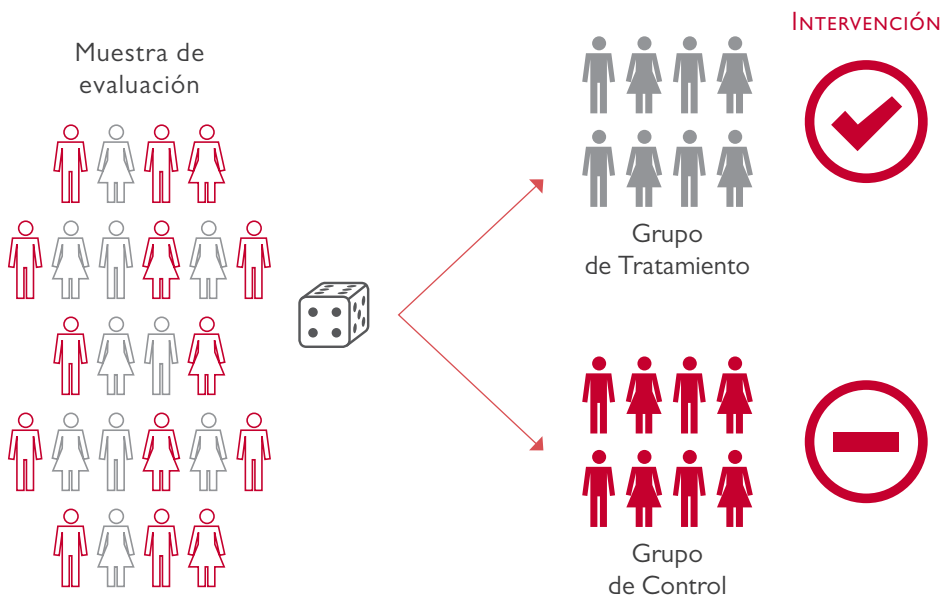 Muestra de
evaluación
INTERVENCIÓN
Grupo
de Tratamiento
Grupo
de Control